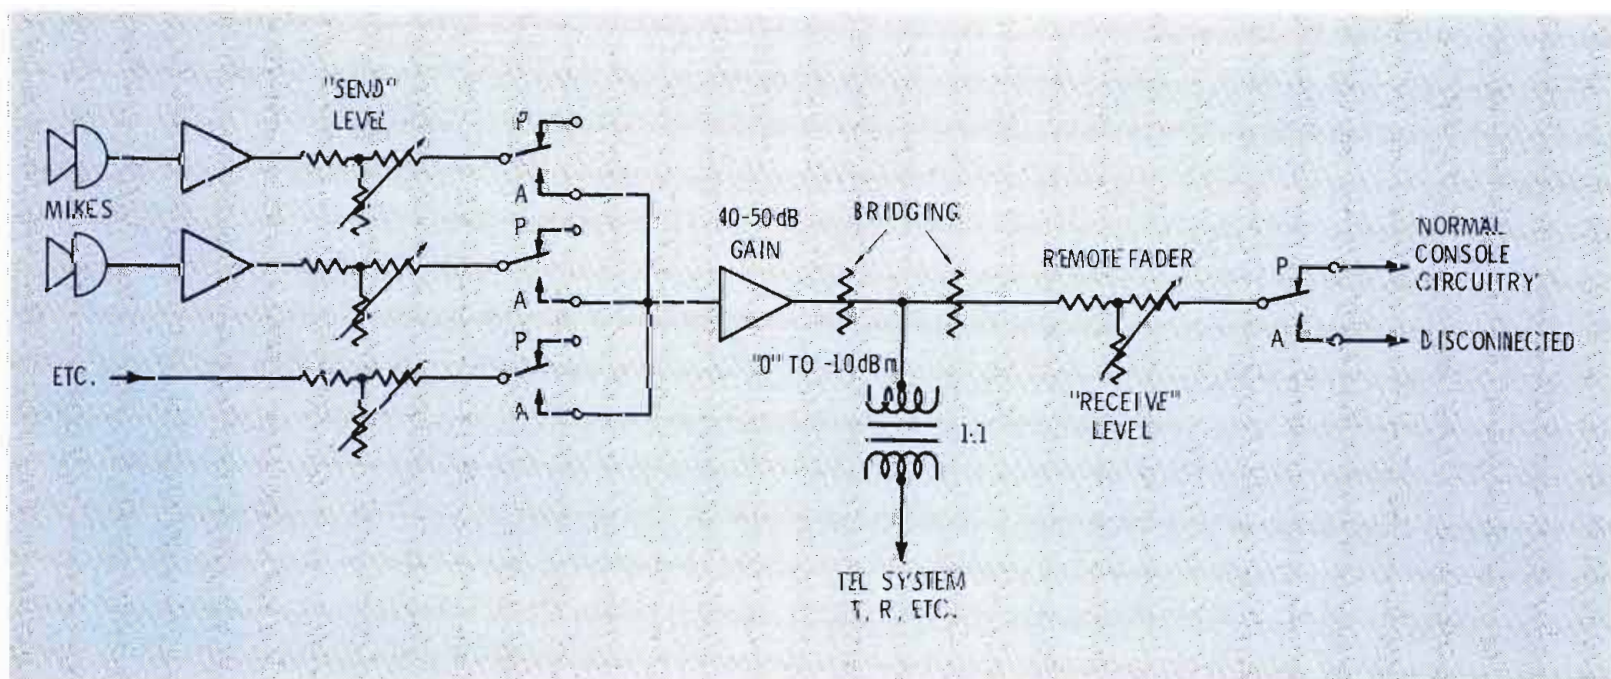 "SEND"
LEVEL
P
A
MIKES
P
A
P
A
ETC.
40-50dB
GAIN
BRIDGING
"0" TO -10dBm
1:1
TEL SYSTEM
T, R, ETC.
REMOTE FADER
"RECEIVE"
LEVEL
P
A
NORMAL
CONSOLE
CIRCUITRY
DISCONNECTED